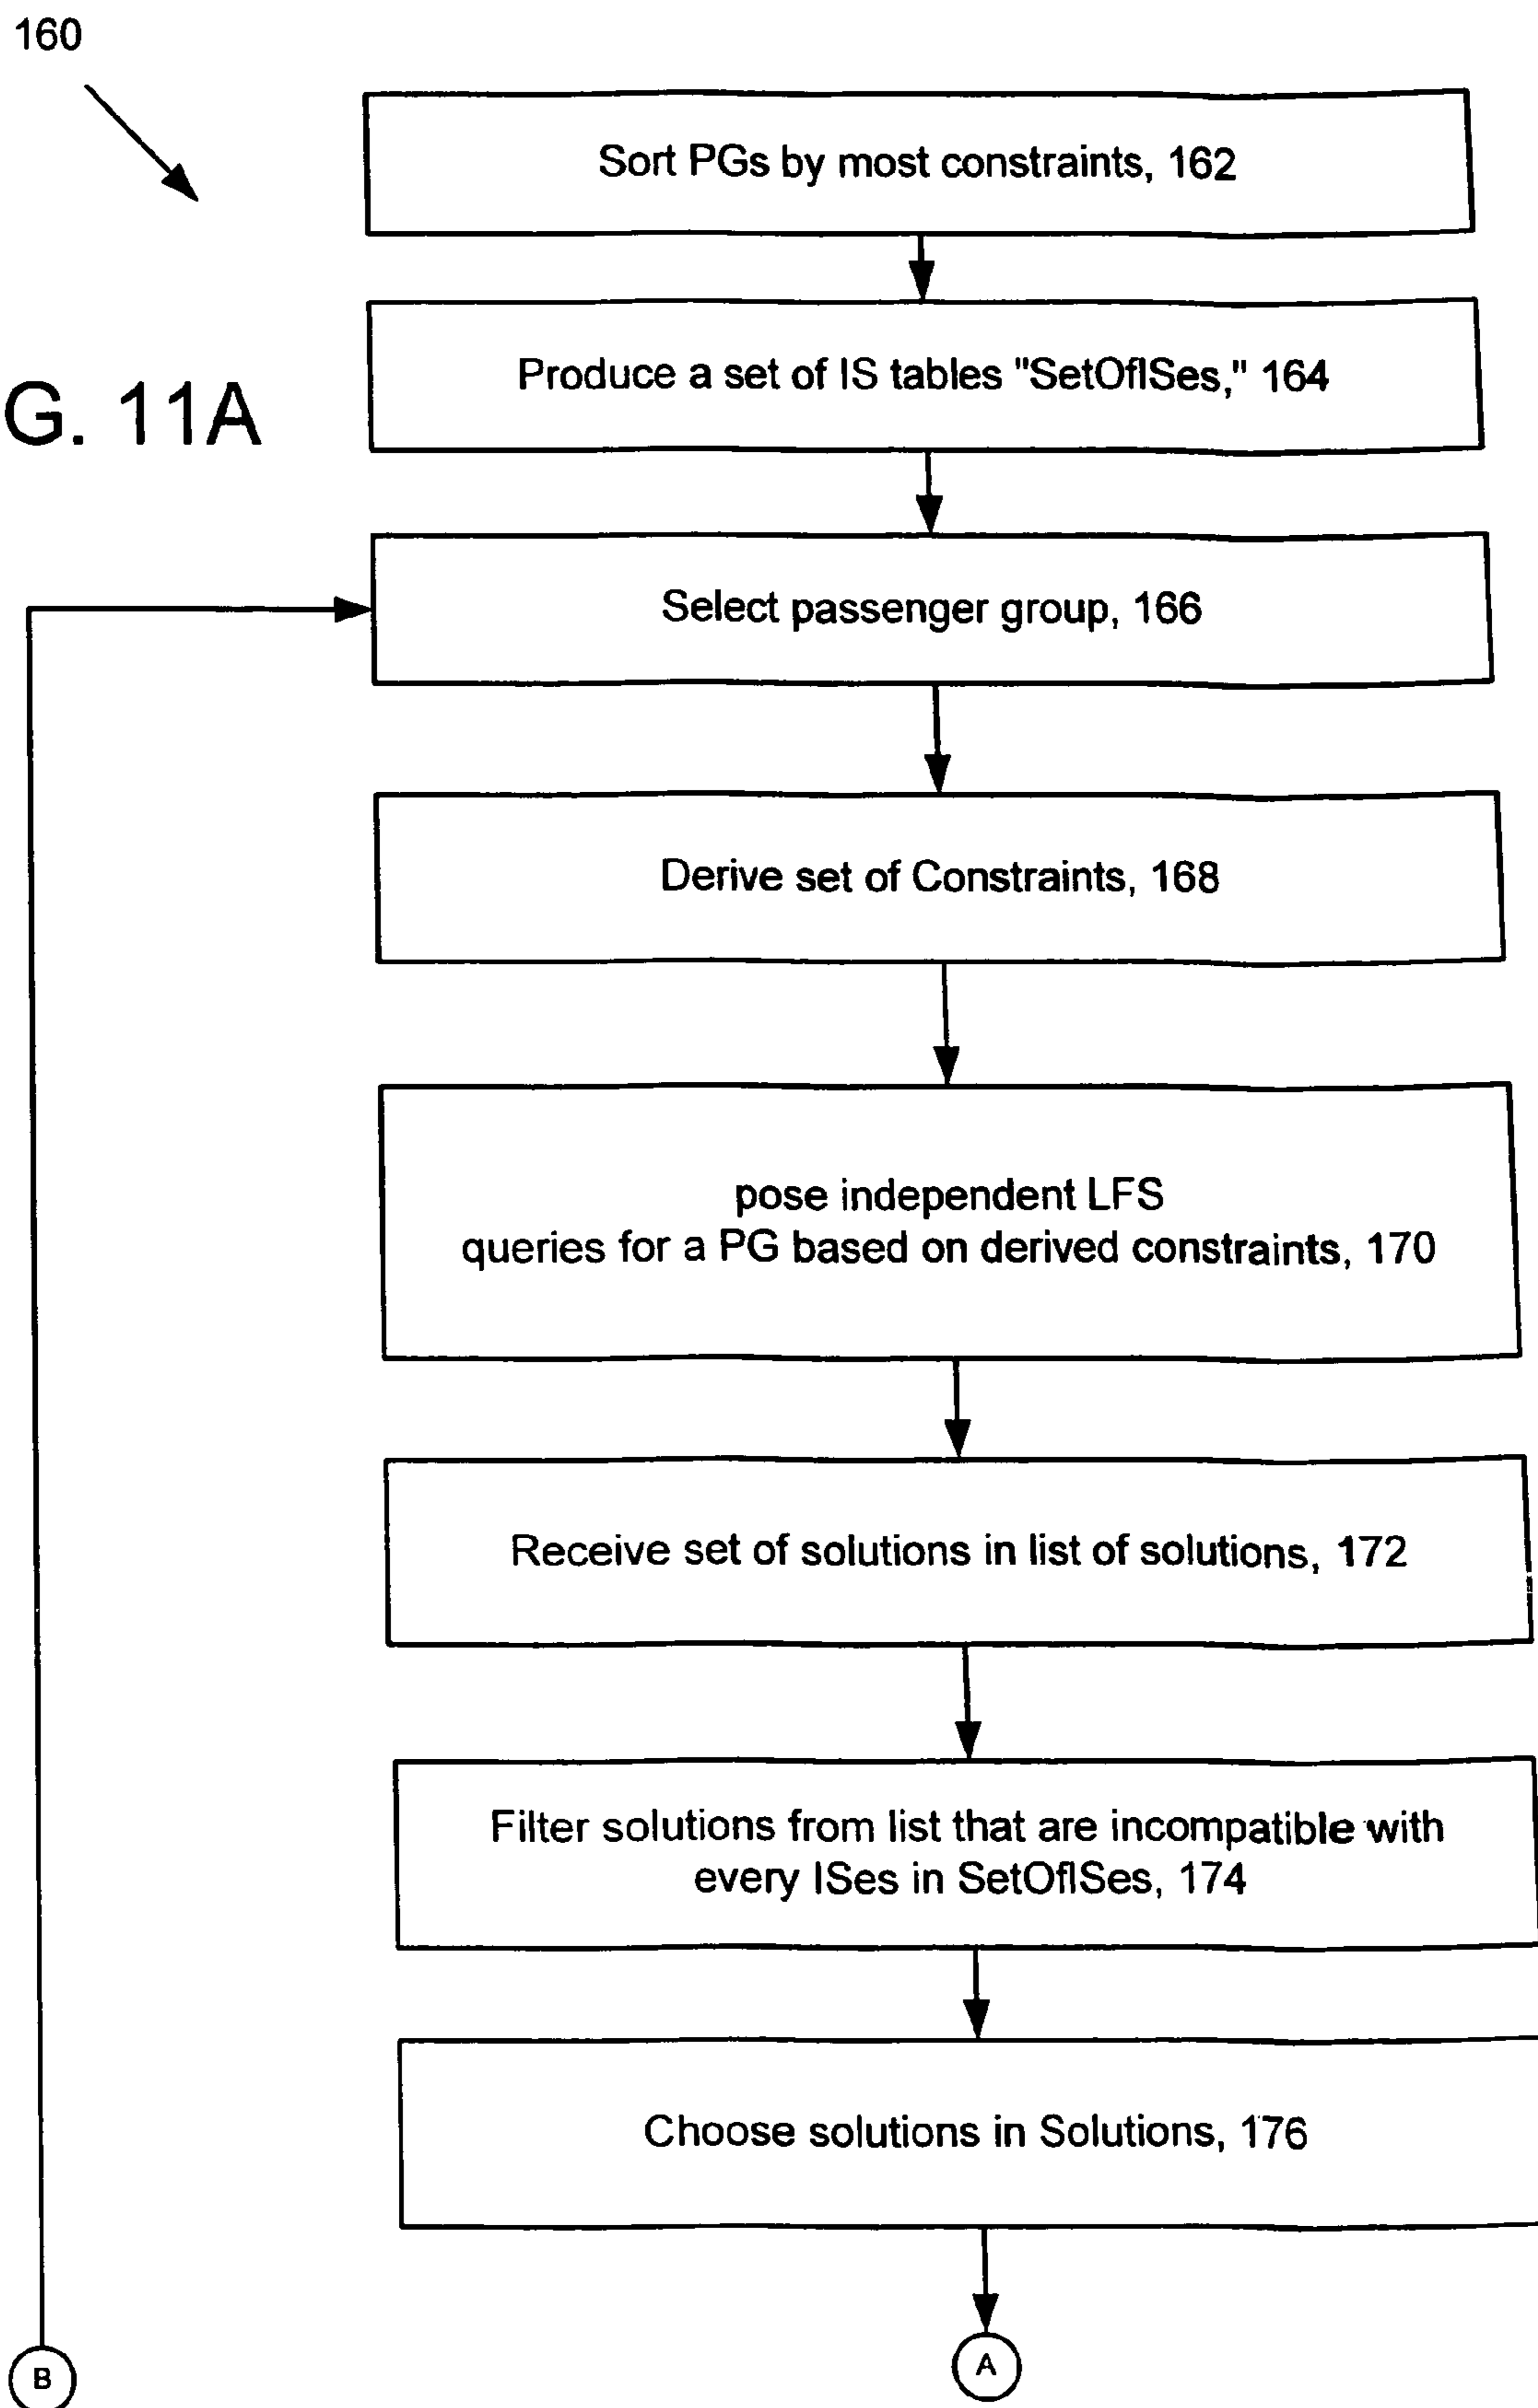 160
Sort PGs by most constraints, 162
Produce a set of IS tables "SetOfISes," 164
G. 11A
Select passenger group, 166
Derive set of Constraints, 168
pose independent LFS
queries for a PG based on derived constraints, 170
Receive set of solutions in list of solutions, 172
Filter solutions from list that are incompatible with
every ISes in SetOfISes, 174
Choose solutions in Solutions, 176
B
A